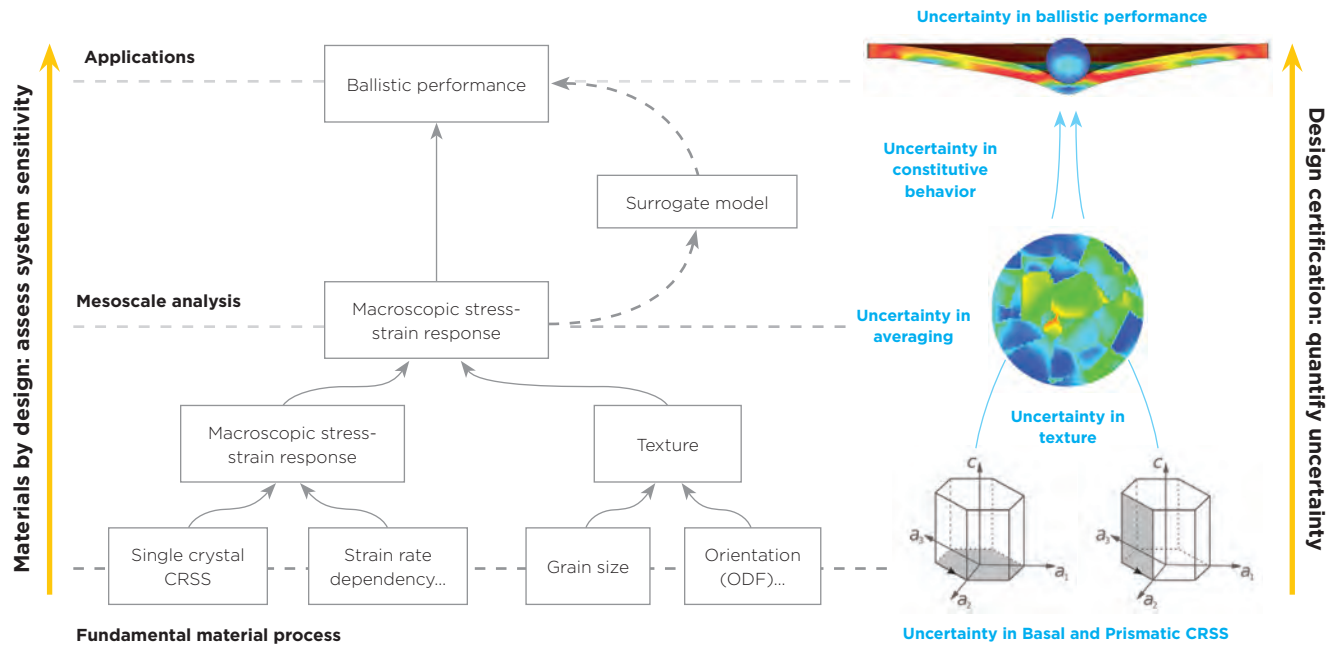 Uncertainty in ballistic performance
Applications
Ballistic performance
Uncertainty in
constitutive
behavior
Surrogate model
Mesoscale analysis
Macroscopic stress-
strain response
Uncertainty in
averaging
Macroscopic stress-
strain response
Texture
Uncertainty in
texture
Single crystal
CRSS
Strain rate
dependency...
Grain size
Orientation
(ODF)...
c
a3
a2
a1
c
a3
a2
a1
Fundamental material process
Uncertainty in Basal and Prismatic CRSS
Materials by design: assess system sensitivity
Design certification: quantify uncertainty